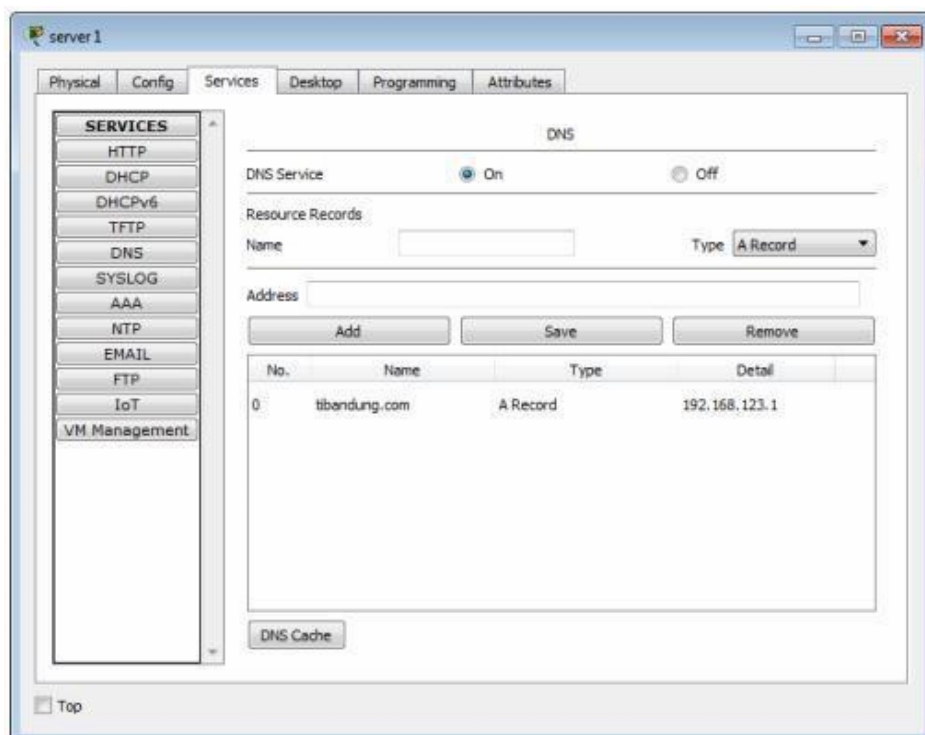 server 1
Physical Config Services Desktop Programming Attributes
SERVICES
HTTP
DHCP
DHCPv6
TFTP
DNS
SYSLOG
AAA
NTP
EMAIL
FTP
IoT
VM Management
DNS
DNS Service On Off
Resource Records
Name Type A Record
Address
Add Save Remove
No. Name Type Detail
0 tibandung.com A Record 192.168.123.1
DNS Cache
Top